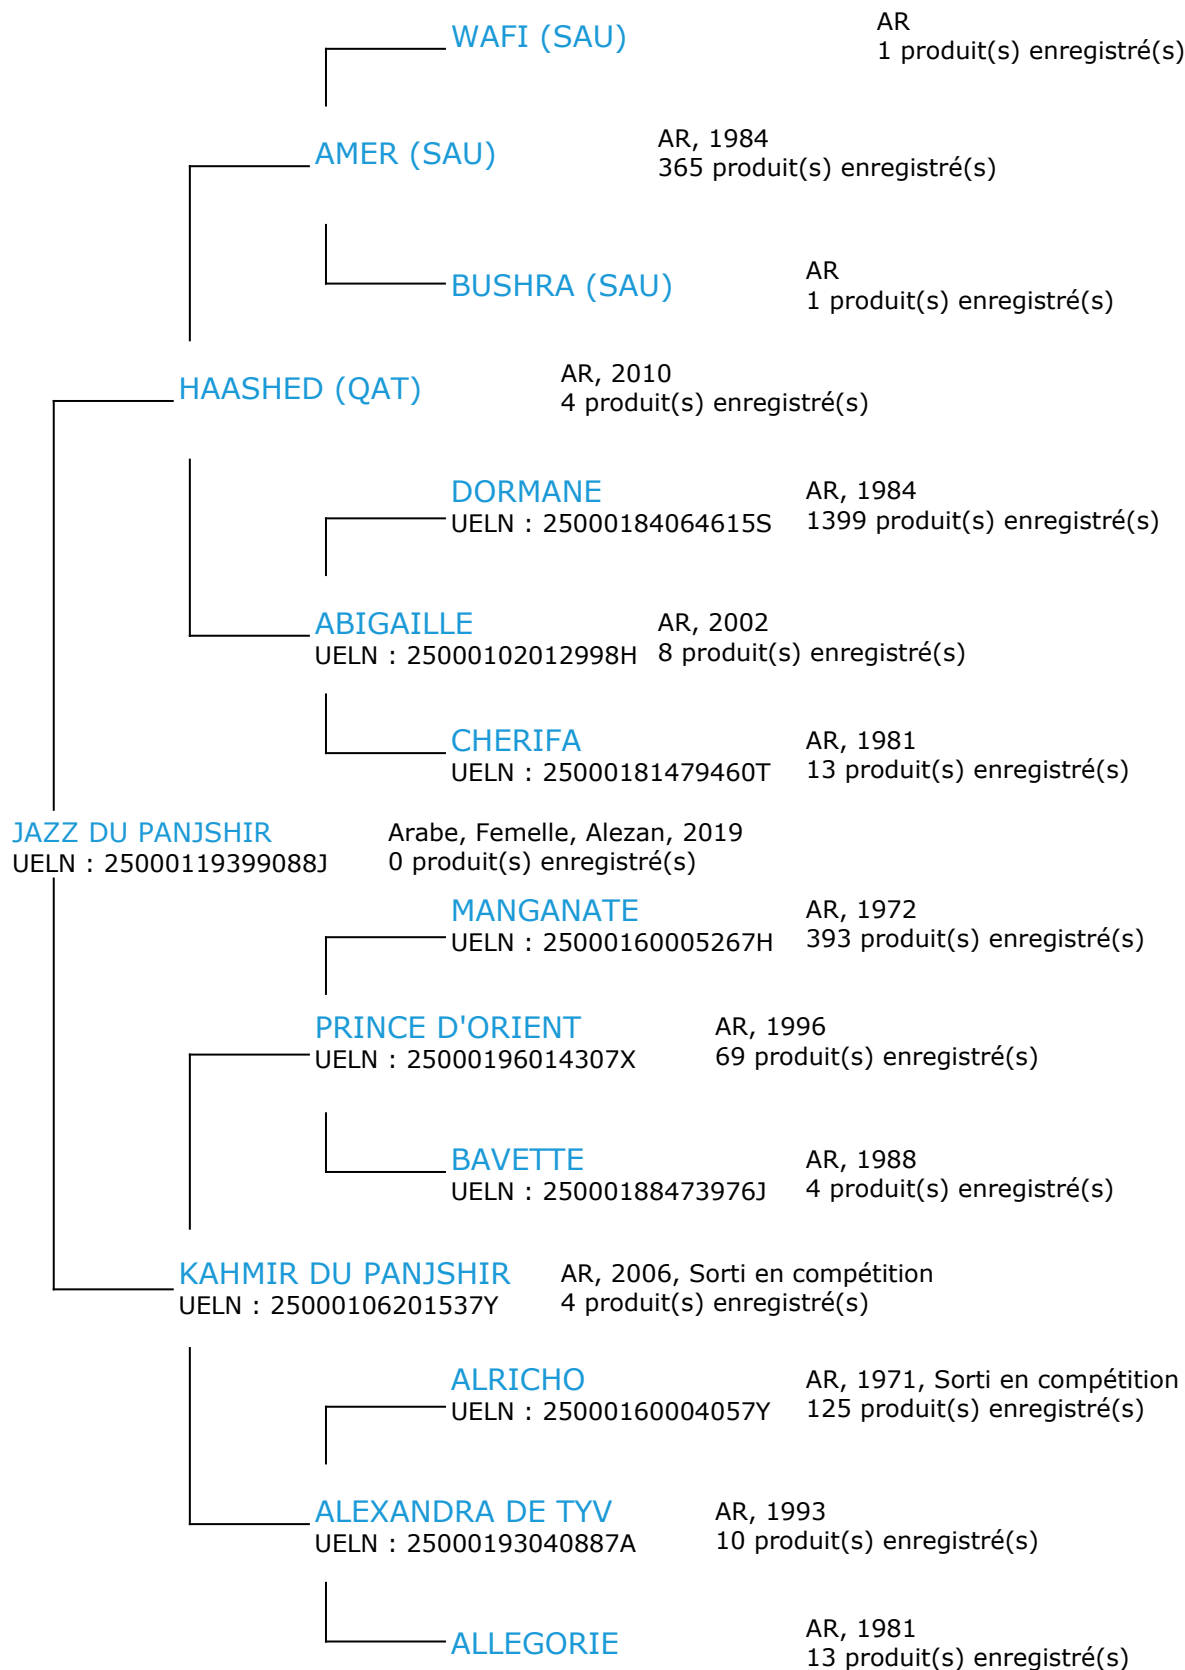 WAFI (SAU)
AR
1 produit(s) enregistré(s)
AMER (SAU)
AR, 1984
365 produit(s) enregistré(s)
BUSHRA (SAU)
AR
1 produit(s) enregistré(s)
HAASHED (QAT)
AR, 2010
4 produit(s) enregistré(s)
DORMANE
UELN : 25000184064615S
AR, 1984
1399 produit(s) enregistré(s)
ABIGAILLE
UELN : 25000102012998H
AR, 2002
8 produit(s) enregistré(s)
CHERIFA
UELN : 25000181479460T
AR, 1981
13 produit(s) enregistré(s)
JAZZ DU PANJSHIR
UELN : 250001119399088J
Arabe, Femelle, Alezan, 2019
0 produit(s) enregistré(s)
MANGANATE
UELN : 25000160005267H
AR, 1972
393 produit(s) enregistré(s)
PRINCE D'ORIENT
UELN : 25000196014307X
AR, 1996
69 produit(s) enregistré(s)
BAVETTE
UELN : 25000188473976J
AR, 1988
4 produit(s) enregistré(s)
KAHMIR DU PANJSHIR
UELN : 25000106201537Y
AR, 2006, Sorti en compétition
4 produit(s) enregistré(s)
ALRICHO
UELN : 25000160004057Y
AR, 1971, Sorti en compétition
125 produit(s) enregistré(s)
ALEXANDRA DE TYV
UELN : 25000193040887A
AR, 1993
10 produit(s) enregistré(s)
ALLEGORIE
AR, 1981
13 produit(s) enregistré(s)